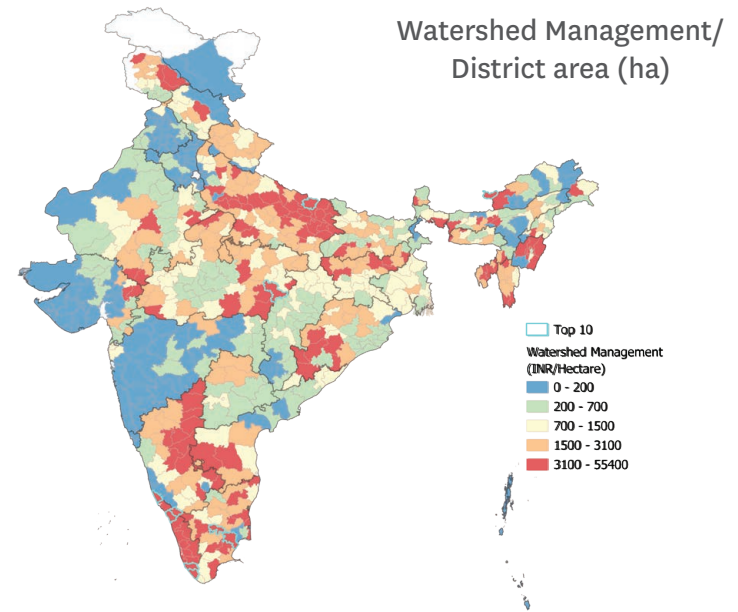 Watershed Management/
District area (ha)
Top 10
Watershed Management
(INR/Hectare)
0 - 200
200 - 700
700 - 1500
1500 - 3100
3100 - 55400